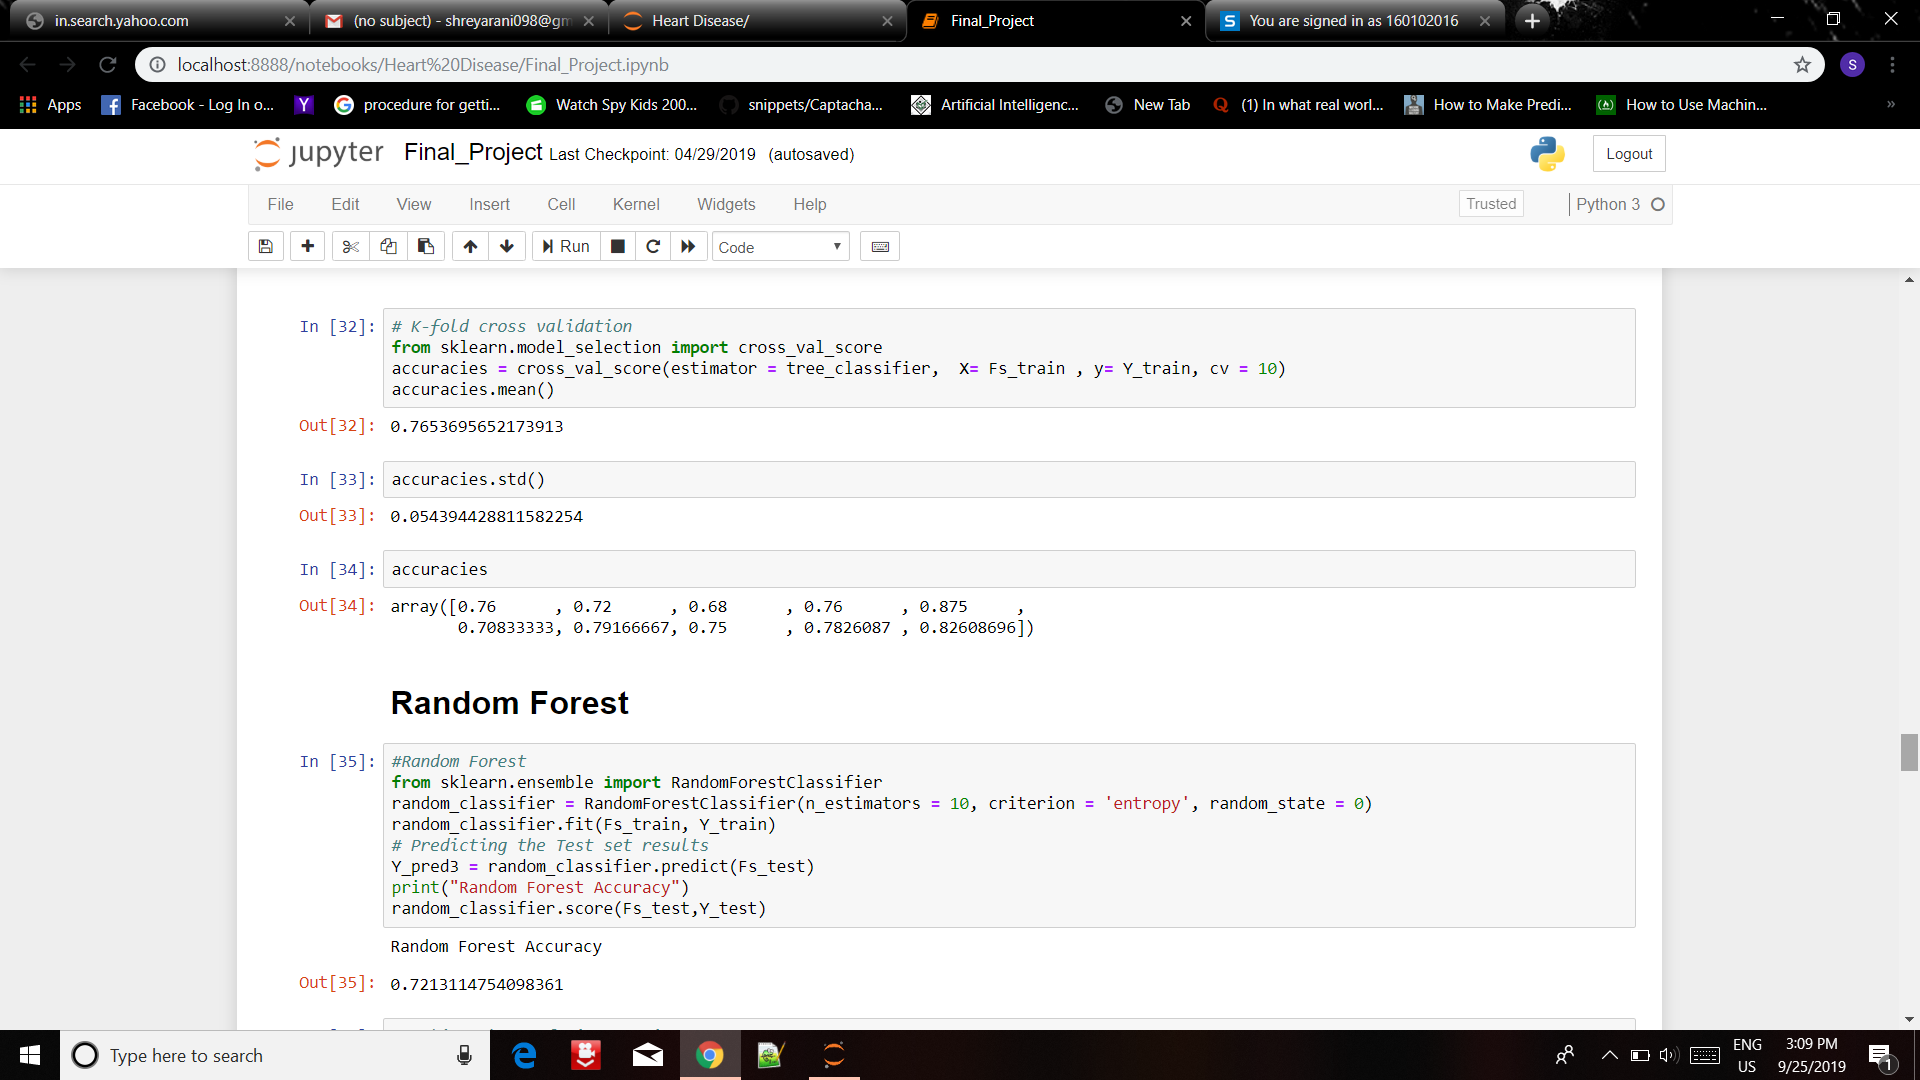 in.search.yahoo.com
(no subject) - shreyarani098@gm
Heart Disease/
Final_Project
You are signed in as 160102016
localhost:8888/notebooks/Heart%20Disease/Final_Project.ipynb
S
Apps
Facebook - Log In o...
procedure for getti...
Watch Spy Kids 200...
snippets/Captacha...
Artificial Intelligenc...
New Tab
(1) In what real worl...
How to Make Predi...
How to Use Machin...
»
jupyter Final_Project Last Checkpoint: 04/29/2019 (autosaved)
Logout
File Edit View Insert Cell Kernel Widgets Help
Trusted
Python 3
Run
Code
In [32]: # K-fold cross validation
from sklearn.model_selection import cross_val_score
accuracies = cross_val_score(estimator = tree_classifier,  X= Fs_train , y= Y_train, cv = 10)
accuracies.mean()
Out[32]: 0.7653695652173913
In [33]: accuracies.std()
Out[33]: 0.054394428811582254
In [34]: accuracies
Out[34]: array([0.76      , 0.72      , 0.68      , 0.76      , 0.875     ,
0.70833333, 0.79166667, 0.75      , 0.7826087 , 0.82608696])
Random Forest
In [35]: #Random Forest
from sklearn.ensemble import RandomForestClassifier
random_classifier = RandomForestClassifier(n_estimators = 10, criterion = 'entropy', random_state = 0)
random_classifier.fit(Fs_train, Y_train)
# Predicting the Test set results
Y_pred3 = random_classifier.predict(Fs_test)
print("Random Forest Accuracy")
random_classifier.score(Fs_test,Y_test)
Random Forest Accuracy
Out[35]: 0.7213114754098361
Type here to search
ENG
US
3:09 PM
9/25/2019
1